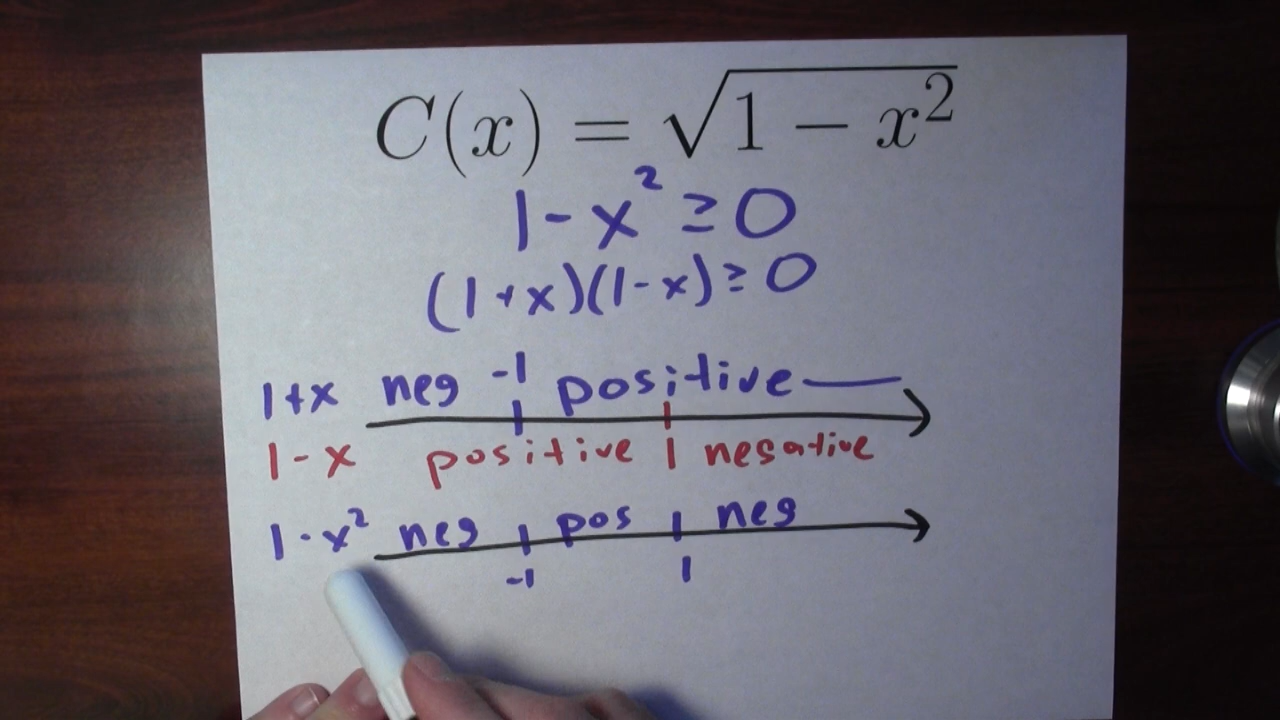 C(x) = √(1 − x²)
1 - x² ≥ 0
(1 + x)(1 - x) ≥ 0
1+x neg -1 positive
1 - x positive 1 negative
1 - x² neg pos neg
-1 1